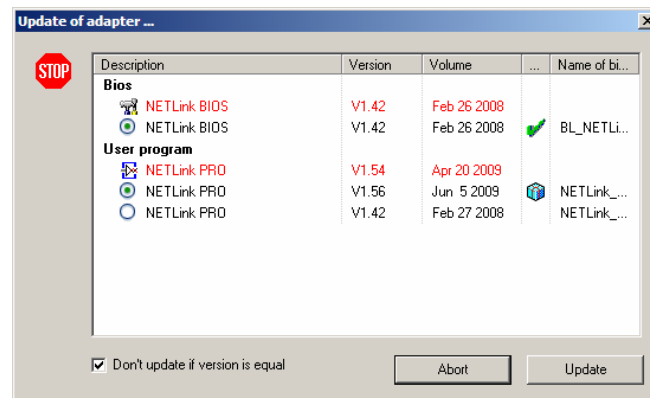 Update of adapter ...
STOP
Description Version Volume ... Name of bi...
Bios
NETLink BIOS V1.42 Feb 26 2008
NETLink BIOS V1.42 Feb 26 2008 BL_NETLi...
User program
NETLink PRO V1.54 Apr 20 2009
NETLink PRO V1.56 Jun 5 2009 NETLink_...
NETLink PRO V1.42 Feb 27 2008 NETLink_...
Don't update if version is equal Abort Update